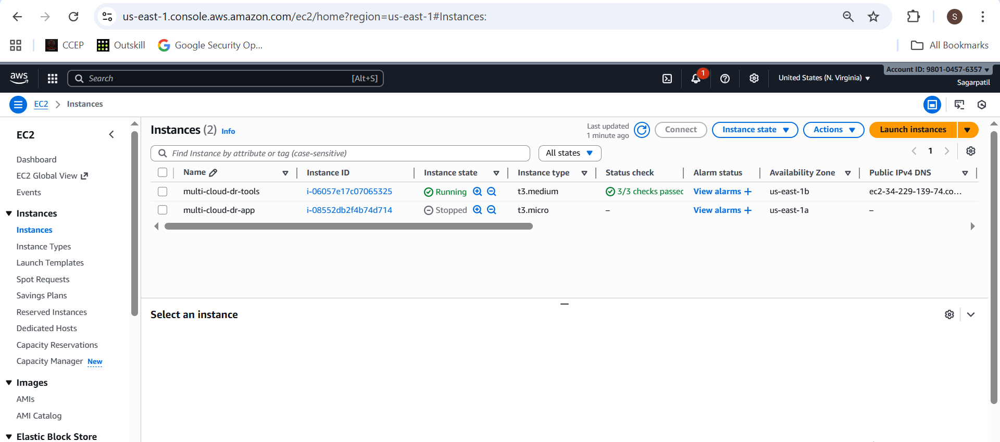 us-east-1.console.aws.amazon.com/ec2/home?region=us-east-1#Instances:
S
CCEP
Outskill
Google Security Op...
All Bookmarks
aws
Search
[Alt+S]
1
United States (N. Virginia)
Account ID: 9801-0457-6357
Sagarpatil
EC2
Instances
EC2
Dashboard
EC2 Global View
Events
Instances
Instances
Instance Types
Launch Templates
Spot Requests
Savings Plans
Reserved Instances
Dedicated Hosts
Capacity Reservations
Capacity Manager New
Images
AMIs
AMI Catalog
Elastic Block Store
Instances (2) Info
Last updated
1 minute ago
Connect
Instance state
Actions
Launch instances
Find Instance by attribute or tag (case-sensitive)
All states
1
Name Instance ID Instance state Instance type Status check Alarm status Availability Zone Public IPv4 DNS
multi-cloud-dr-tools i-06057e17c07065325 Running t3.medium 3/3 checks passed View alarms + us-east-1b ec2-34-229-139-74.co...
multi-cloud-dr-app i-08552db2f4b74d714 Stopped t3.micro – View alarms + us-east-1a –
Select an instance